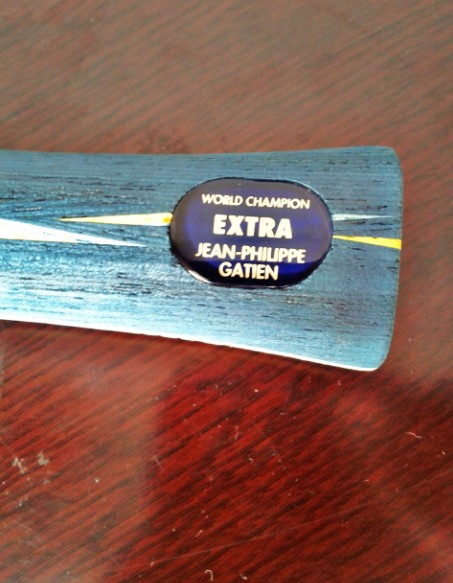 WORLD CHAMPION
EXTRA
JEAN-PHILIPPE
GATIEN